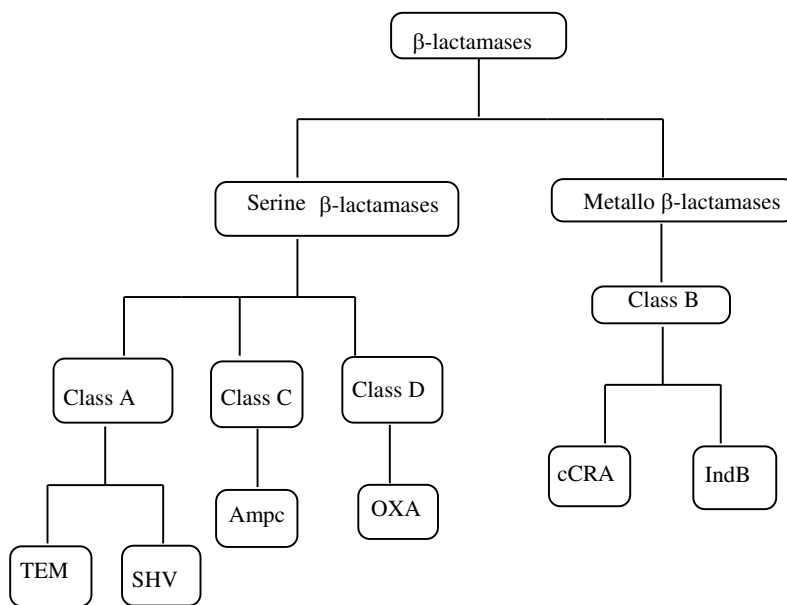 β-lactamases
Serine β-lactamases
Metallo β-lactamases
Class B
Class A
Class C
Class D
cCRA
IndB
Ampc
OXA
TEM
SHV